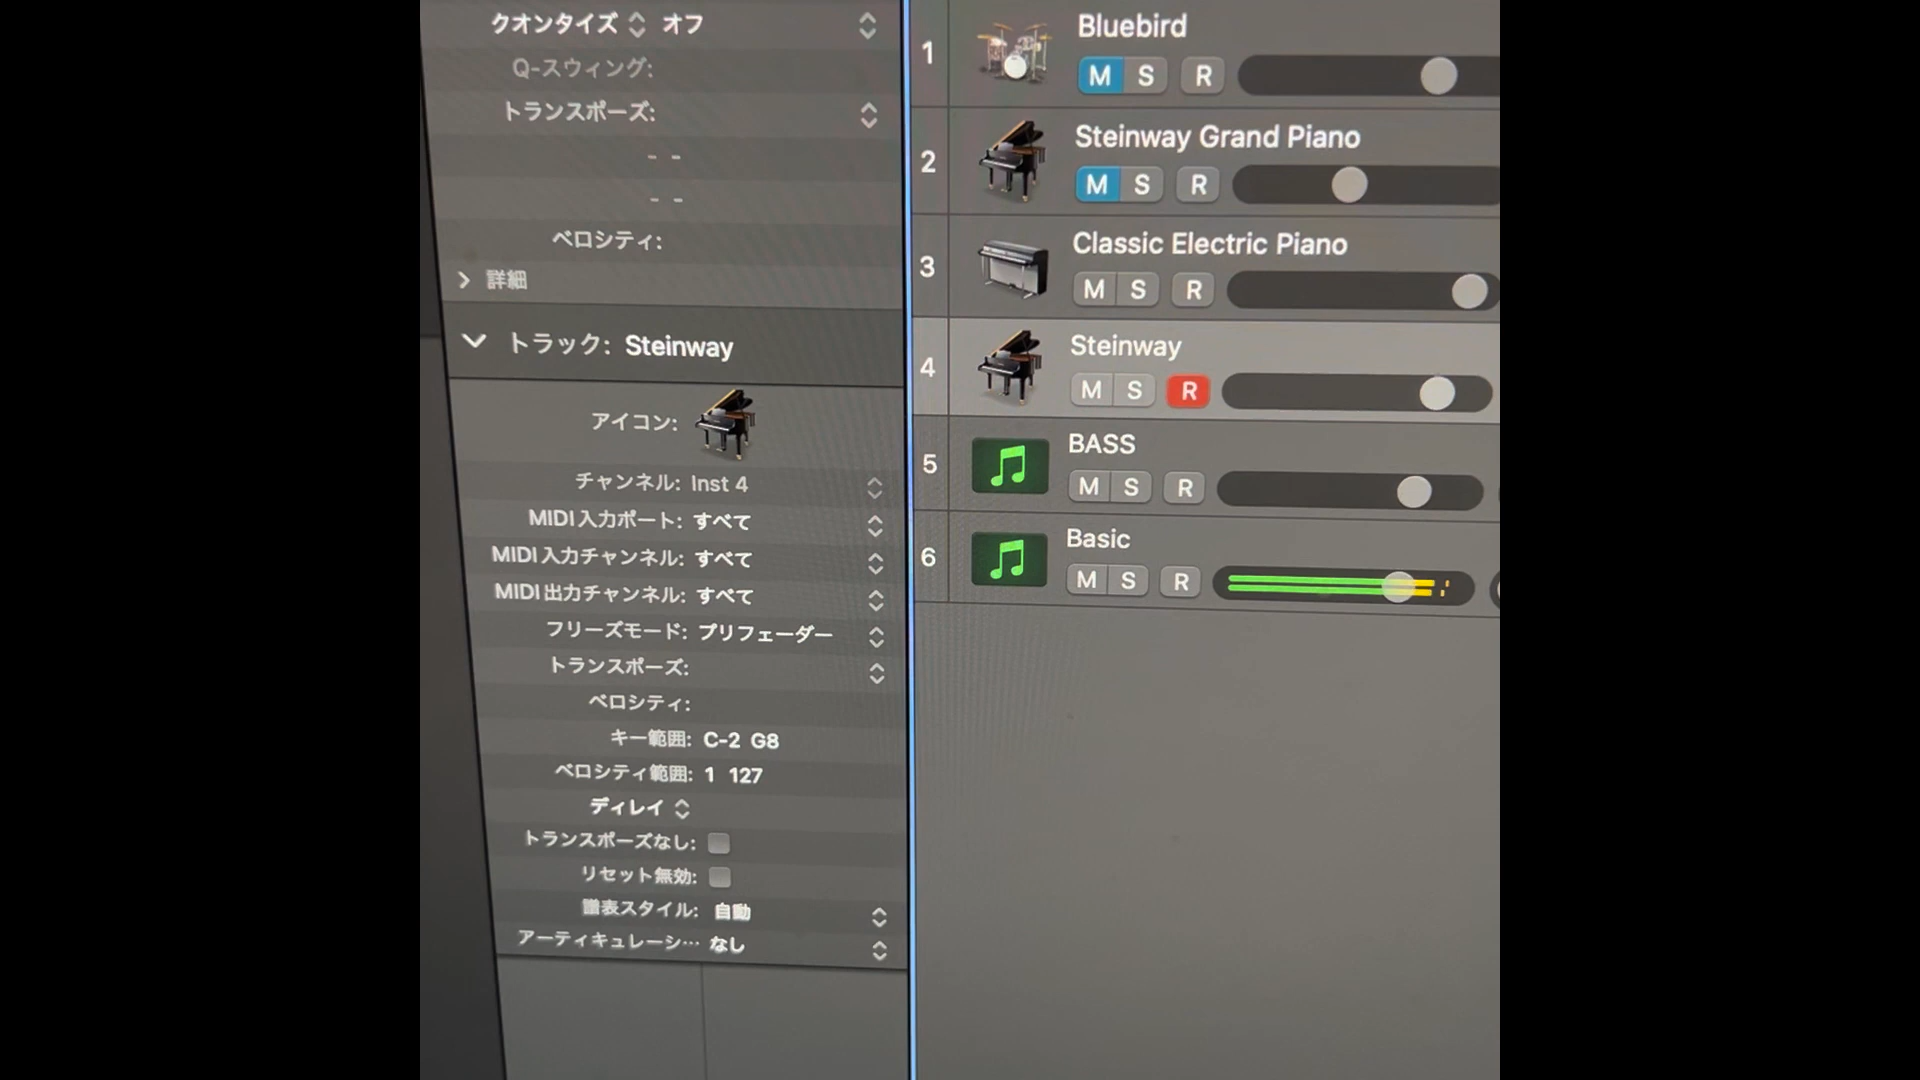 クオンタイズ オフ
Q-スウィング:
トランスポーズ:
- -
- -
ベロシティ:
詳細
トラック: Steinway
アイコン:
チャンネル: Inst 4
MIDI入力ポート: すべて
MIDI入力チャンネル: すべて
MIDI出力チャンネル: すべて
フリーズモード: プリフェーダー
トランスポーズ:
ベロシティ:
キー範囲: C-2 G8
ベロシティ範囲: 1 127
ディレイ
トランスポーズなし:
リセット無効:
譜表スタイル: 自動
アーティキュレーシ… なし
1
Bluebird
M S R
2
Steinway Grand Piano
M S R
3
Classic Electric Piano
M S R
4
Steinway
M S R
5
BASS
M S R
6
Basic
M S R